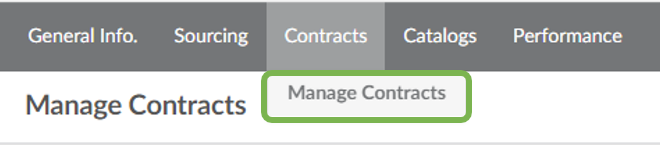 General Info. Sourcing Contracts Catalogs Performance
Manage Contracts Manage Contracts